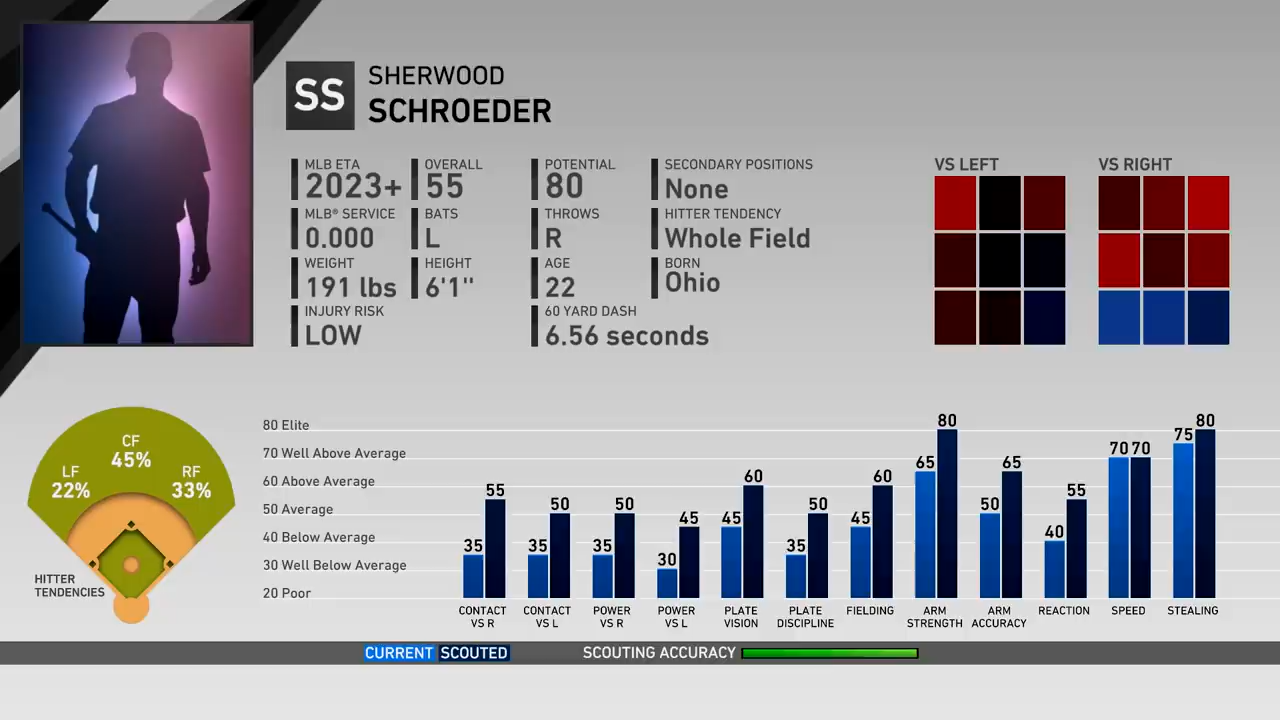 SS
SHERWOOD
SCHROEDER
MLB ETA
2023+
OVERALL
55
POTENTIAL
80
SECONDARY POSITIONS
None
MLB® SERVICE
0.000
BATS
L
THROWS
R
HITTER TENDENCY
Whole Field
WEIGHT
191 lbs
HEIGHT
6'1"
AGE
22
BORN
Ohio
INJURY RISK
LOW
60 YARD DASH
6.56 seconds
VS LEFT
VS RIGHT
LF
22%
CF
45%
RF
33%
HITTER
TENDENCIES
80 Elite
70 Well Above Average
60 Above Average
50 Average
40 Below Average
30 Well Below Average
20 Poor
35 55
35 50
35 50
30 45
45 60
35 50
45 60
65 80
50 65
40 55
70 70
75 80
CONTACT
VS R
CONTACT
VS L
POWER
VS R
POWER
VS L
PLATE
VISION
PLATE
DISCIPLINE
FIELDING
ARM
STRENGTH
ARM
ACCURACY
REACTION
SPEED
STEALING
CURRENT SCOUTED
SCOUTING ACCURACY